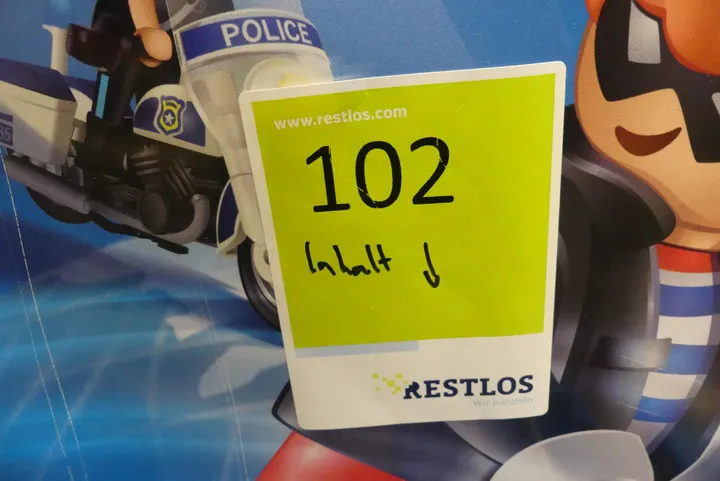 POLICE
www.restlos.com
102
Inhalt ↓
RESTLOS